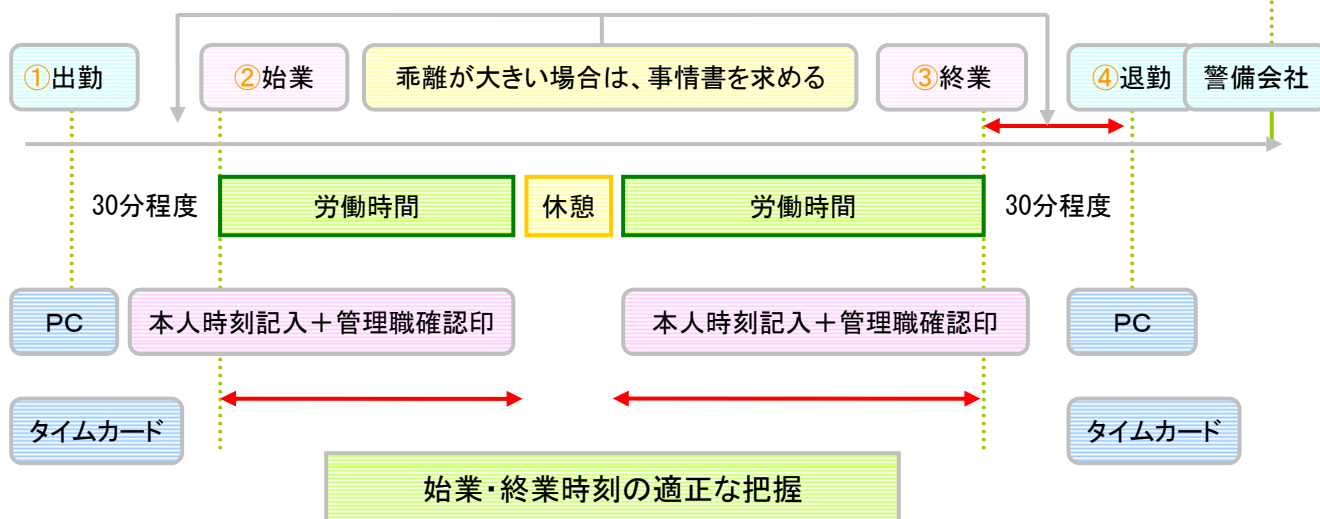 ①出勤
②始業
乖離が大きい場合は、事情書を求める
③終業
④退勤
警備会社
30分程度
労働時間
休憩
労働時間
30分程度
PC
本人時刻記入＋管理職確認印
本人時刻記入＋管理職確認印
PC
タイムカード
タイムカード
始業・終業時刻の適正な把握